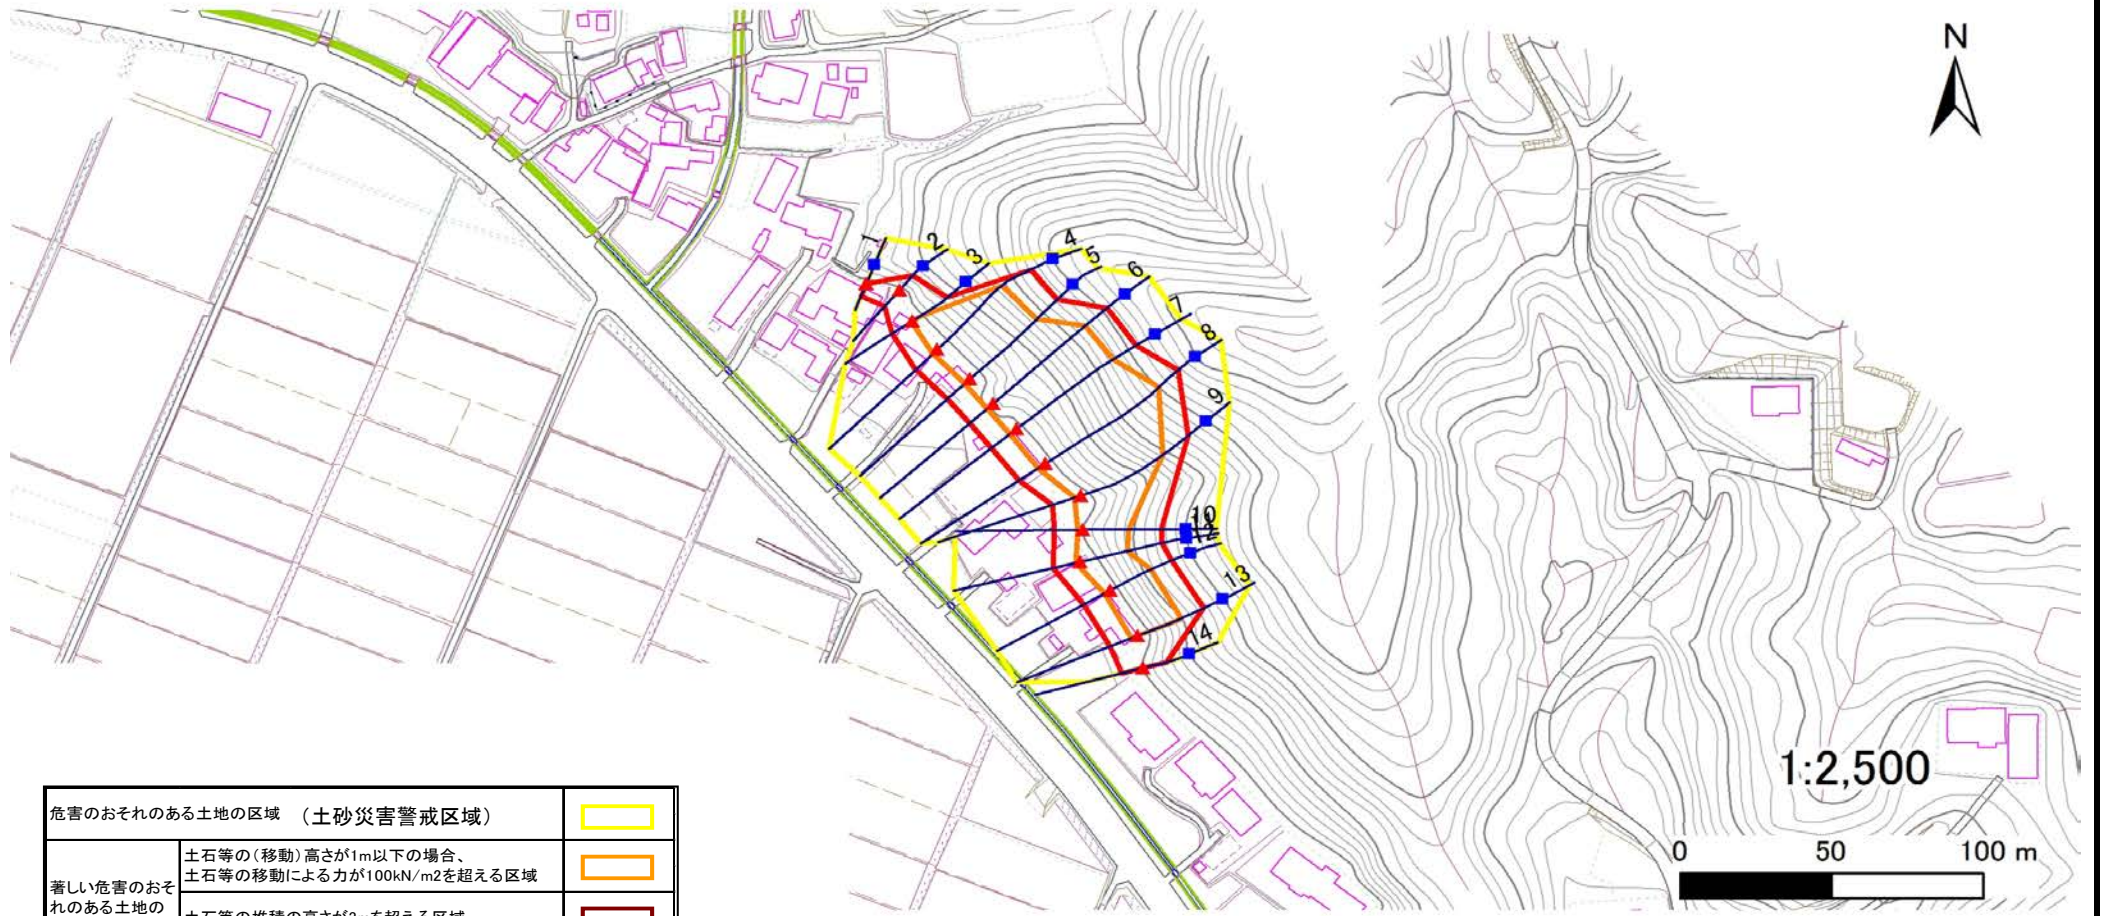 N
1
2
3
4
5
6
7
8
9
10
12
13
14
1:2,500
0 50 100 m
危害のおそれのある土地の区域 (土砂災害警戒区域)
土石等の(移動)高さが1m以下の場合、
土石等の移動による力が100kN/m2を超える区域
著しい危害のおそ
れのある土地の